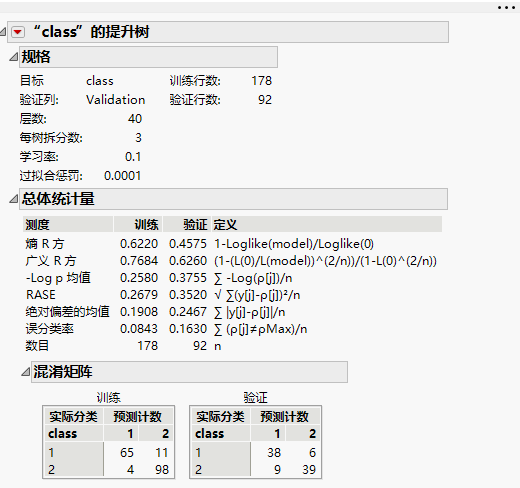 “class”的提升树
规格
目标 class 训练行数: 178
验证列: Validation 验证行数: 92
层数: 40
每树拆分数: 3
学习率: 0.1
过拟合惩罚: 0.0001
总体统计量
测度 训练 验证 定义
熵 R 方 0.6220 0.4575 1-Loglike(model)/Loglike(0)
广义 R 方 0.7684 0.6260 (1-(L(0)/L(model))^(2/n))/(1-L(0)^(2/n))
-Log p 均值 0.2580 0.3755 ∑ -Log(ρ[j])/n
RASE 0.2679 0.3520 √ ∑(y[j]-ρ[j])²/n
绝对偏差的均值 0.1908 0.2467 ∑ |y[j]-ρ[j]|/n
误分类率 0.0843 0.1630 ∑ (ρ[j]≠ρMax)/n
数目 178 92 n
混淆矩阵
训练 验证
实际分类 预测计数 实际分类 预测计数
class 1 2 class 1 2
1 65 11 1 38 6
2 4 98 2 9 39